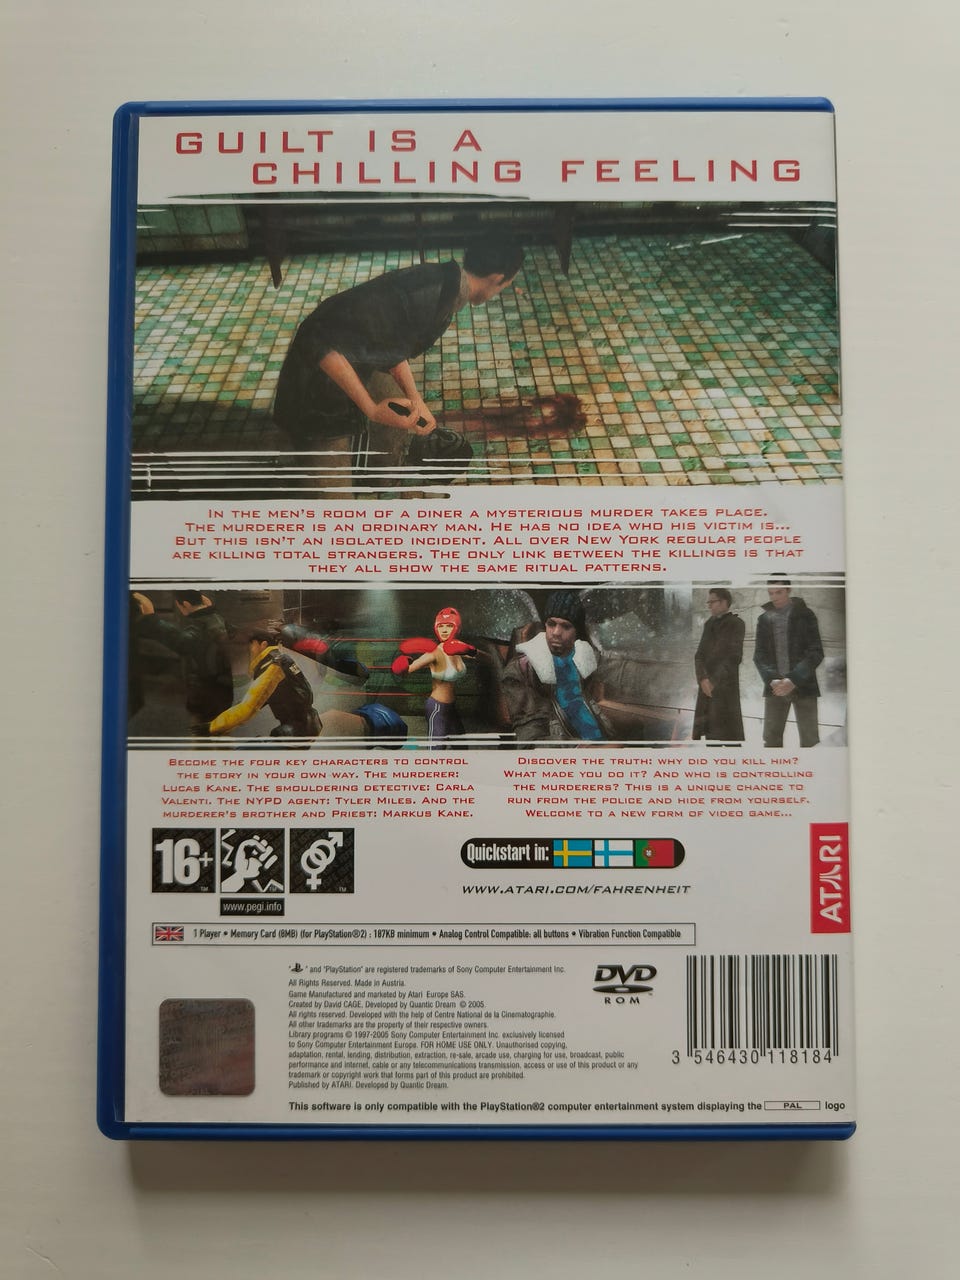 GUILT IS A
CHILLING FEELING
IN THE MEN'S ROOM OF A DINER A MYSTERIOUS MURDER TAKES PLACE.
THE MURDERER IS AN ORDINARY MAN. HE HAS NO IDEA WHO HIS VICTIM IS...
BUT THIS ISN'T AN ISOLATED INCIDENT. ALL OVER NEW YORK REGULAR PEOPLE
ARE KILLING TOTAL STRANGERS. THE ONLY LINK BETWEEN THE KILLINGS IS THAT
THEY ALL SHOW THE SAME RITUAL PATTERNS.
BECOME THE FOUR KEY CHARACTERS TO CONTROL
THE STORY IN YOUR OWN WAY. THE MURDERER:
LUCAS KANE. THE SMOULDERING DETECTIVE: CARLA
VALENTI. THE NYPD AGENT: TYLER MILES. AND THE
MURDERER'S BROTHER AND PRIEST: MARKUS KANE.
DISCOVER THE TRUTH: WHY DID YOU KILL HIM?
WHAT MADE YOU DO IT? AND WHO IS CONTROLLING
THE MURDERERS? THIS IS A UNIQUE CHANCE TO
RUN FROM THE POLICE AND HIDE FROM YOURSELF.
WELCOME TO A NEW FORM OF VIDEO GAME...
16+ ™
™
™
www.pegi.info
Quickstart in:
WWW.ATARI.COM/FAHRENHEIT
ATARI
1 Player • Memory Card (8MB) (for PlayStation®2) : 187KB minimum • Analog Control Compatible: all buttons • Vibration Function Compatible
" " and "PlayStation" are registered trademarks of Sony Computer Entertainment Inc.
All Rights Reserved. Made in Austria.
Game Manufactured and marketed by Atari Europe SAS.
Created by David CAGE. Developed by Quantic Dream © 2005.
All rights reserved. Developed with the help of Centre National de la Cinematographie.
All other trademarks are the property of their respective owners.
Library programs © 1997-2005 Sony Computer Entertainment Inc. exclusively licensed
to Sony Computer Entertainment Europe. FOR HOME USE ONLY. Unauthorised copying,
adaptation, rental, lending, distribution, extraction, re-sale, arcade use, charging for use, broadcast, public
performance and internet, cable or any telecommunications transmission, access or use of this product or any
trademark or copyright work that forms part of this product are prohibited.
Published by ATARI. Developed by Quantic Dream.
DVD
ROM
3 546430 118184
This software is only compatible with the PlayStation®2 computer entertainment system displaying the PAL logo